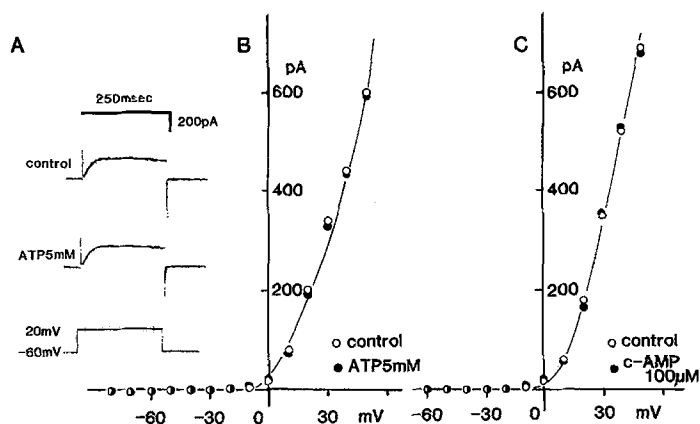 A
250msec
200pA
control
ATP5mM
20mV
-60mV
B
pA
600
400
200
control
ATP5mM
-60
-30
0
30
mV
C
pA
600
400
200
control
c-AMP
100μM
-60
-30
0
30
mV